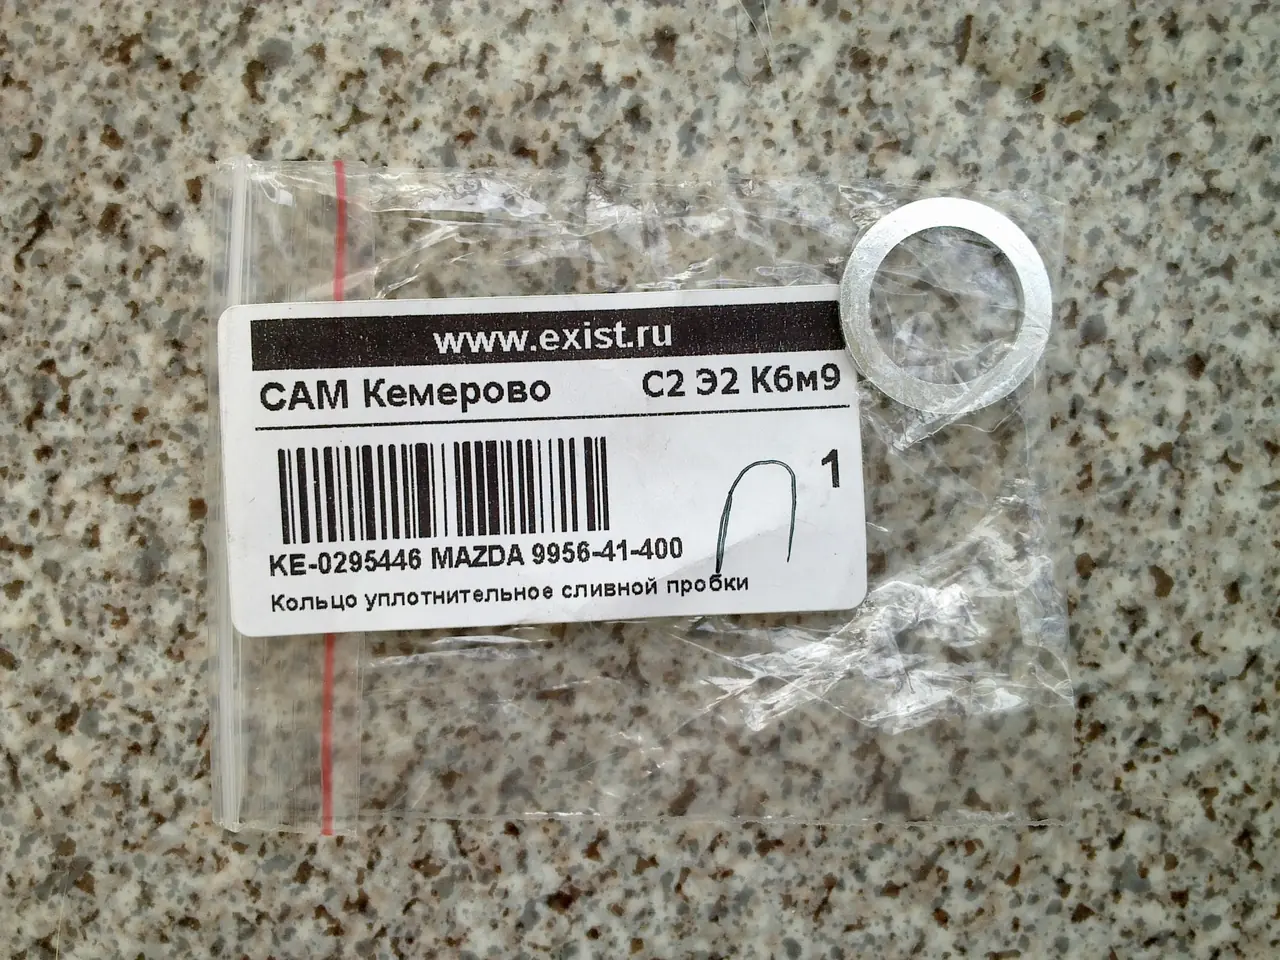 www.exist.ru
САМ Кемерово С2 Э2 К6м9
1
KE-0295446 MAZDA 9956-41-400
Кольцо уплотнительное сливной пробки